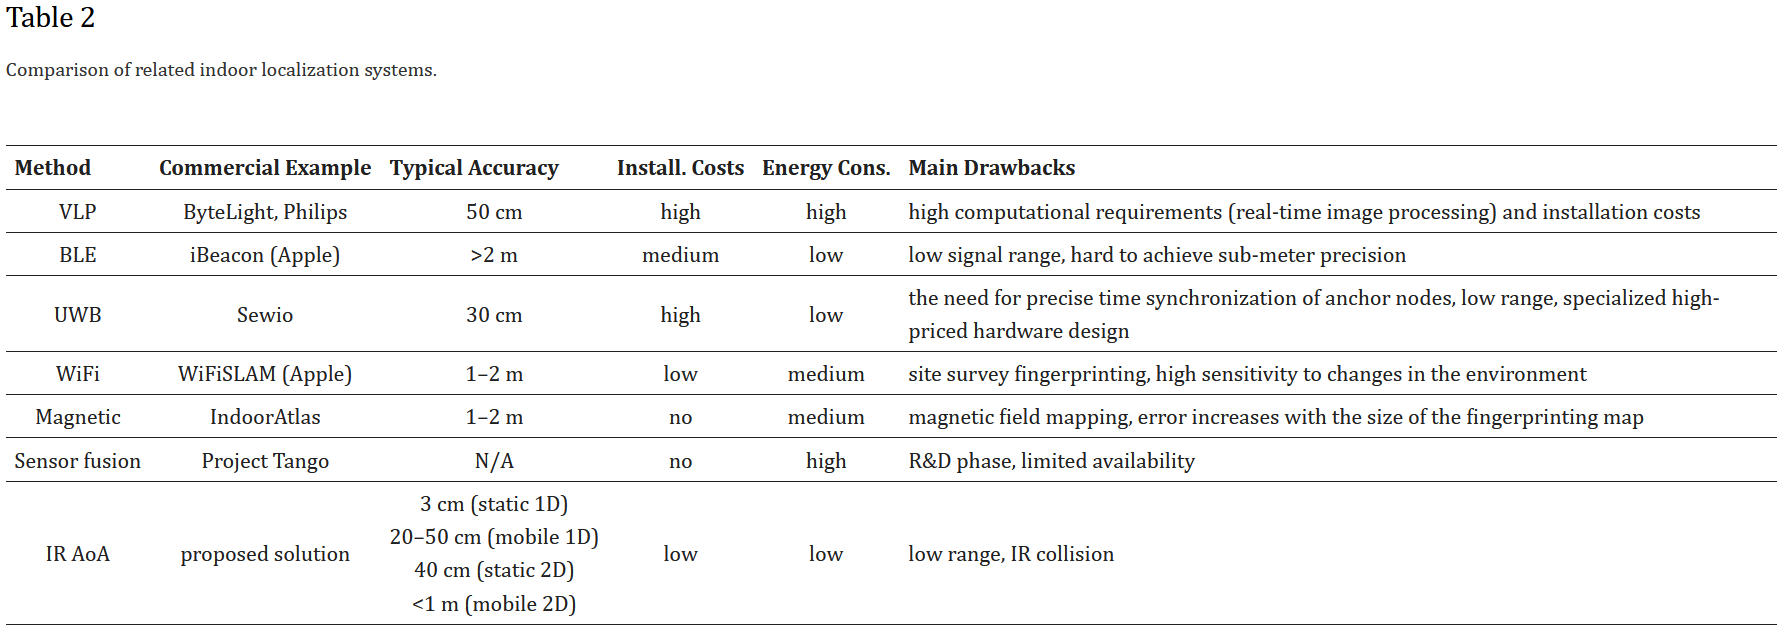 Table 2
Comparison of related indoor localization systems.
Method Commercial Example Typical Accuracy Install. Costs Energy Cons. Main Drawbacks
VLP ByteLight, Philips 50 cm high high high computational requirements (real-time image processing) and installation costs
BLE iBeacon (Apple) >2 m medium low low signal range, hard to achieve sub-meter precision
UWB Sewio 30 cm high low the need for precise time synchronization of anchor nodes, low range, specialized high-
priced hardware design
WiFi WiFiSLAM (Apple) 1–2 m low medium site survey fingerprinting, high sensitivity to changes in the environment
Magnetic IndoorAtlas 1–2 m no medium magnetic field mapping, error increases with the size of the fingerprinting map
Sensor fusion Project Tango N/A no high R&D phase, limited availability
IR AoA proposed solution 3 cm (static 1D)
20–50 cm (mobile 1D)
40 cm (static 2D)
<1 m (mobile 2D) low low low range, IR collision